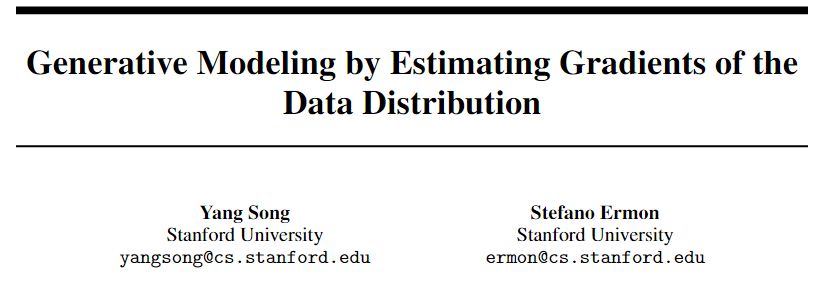 Generative Modeling by Estimating Gradients of the
Data Distribution
Yang Song
Stanford University
yangsong@cs.stanford.edu
Stefano Ermon
Stanford University
ermon@cs.stanford.edu